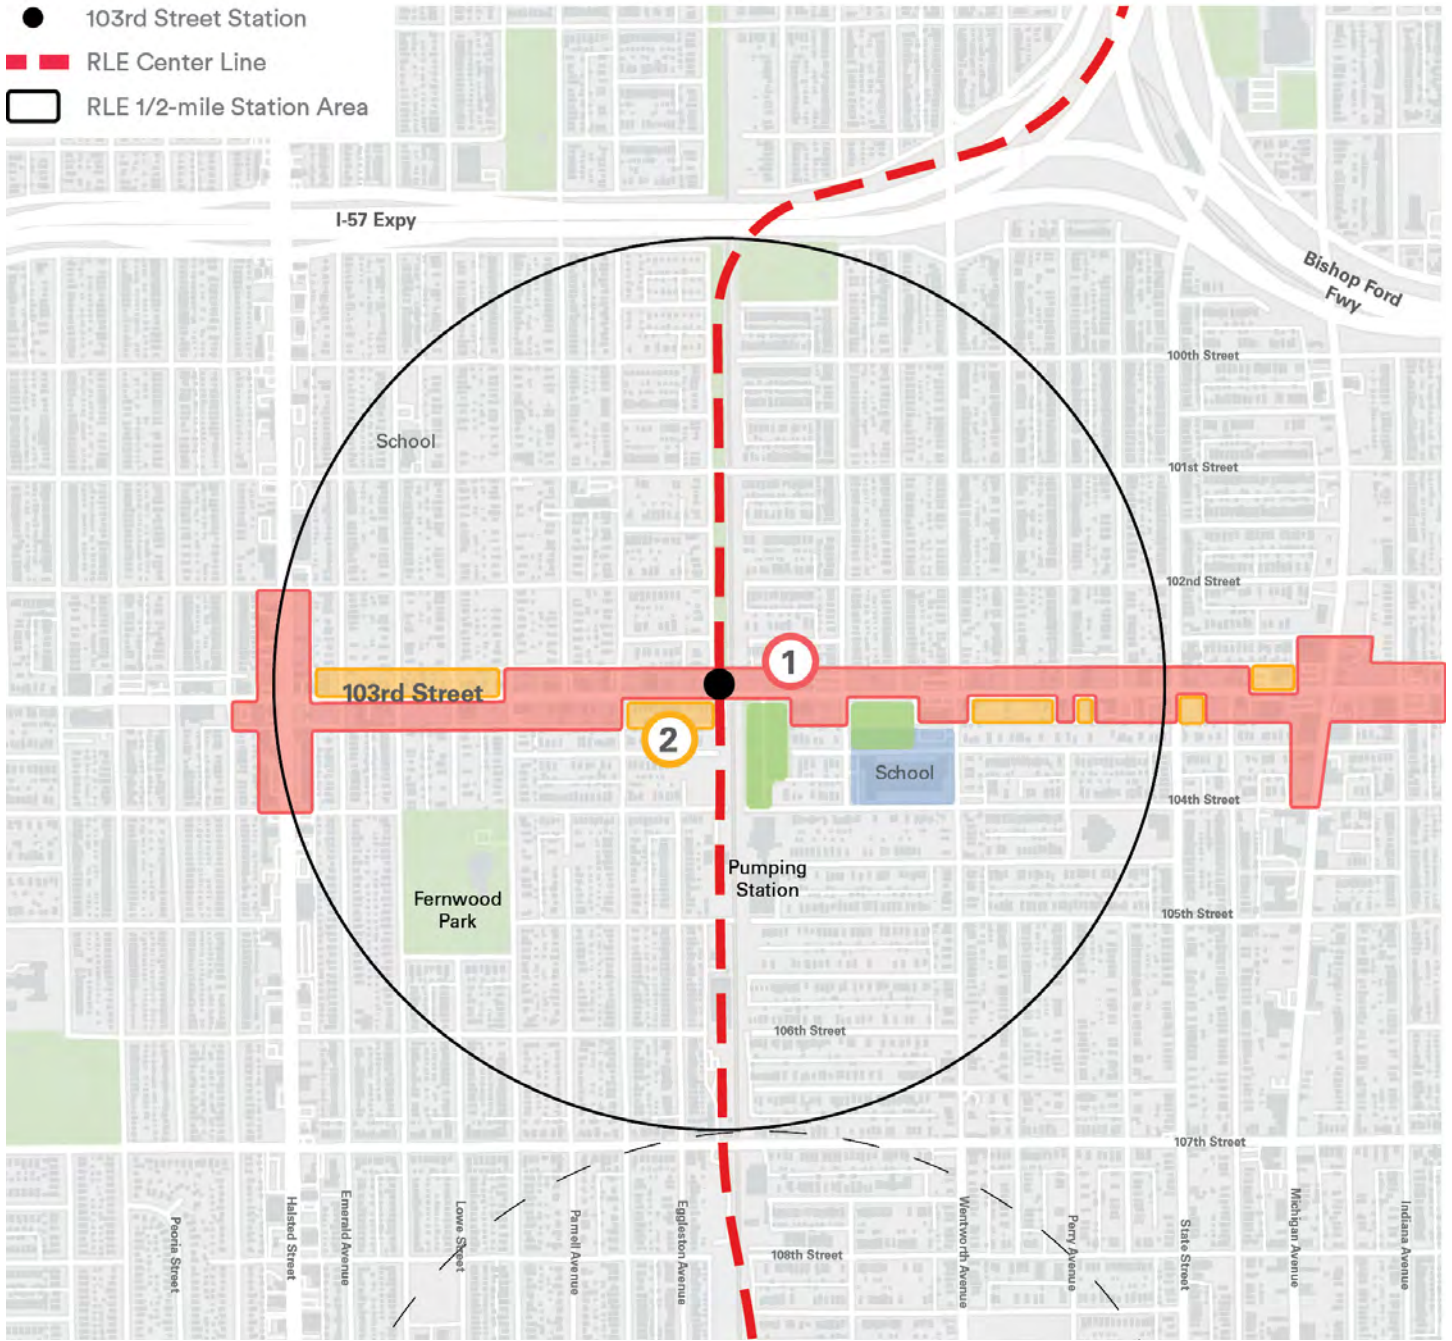 103rd Street Station
RLE Center Line
RLE 1/2-mile Station Area
I-57 Expy
Bishop Ford
Fwy
100th Street
School
101st Street
102nd Street
1
103rd Street
2
School
104th Street
Pumping
Station
Fernwood
Park
105th Street
106th Street
107th Street
Peoria Street
Halsted Street
Emerald Avenue
Lowe Street
Parnell Avenue
Eggleston Avenue
108th Street
Wentworth Avenue
Perry Avenue
State Street
Michigan Avenue
Indiana Avenue